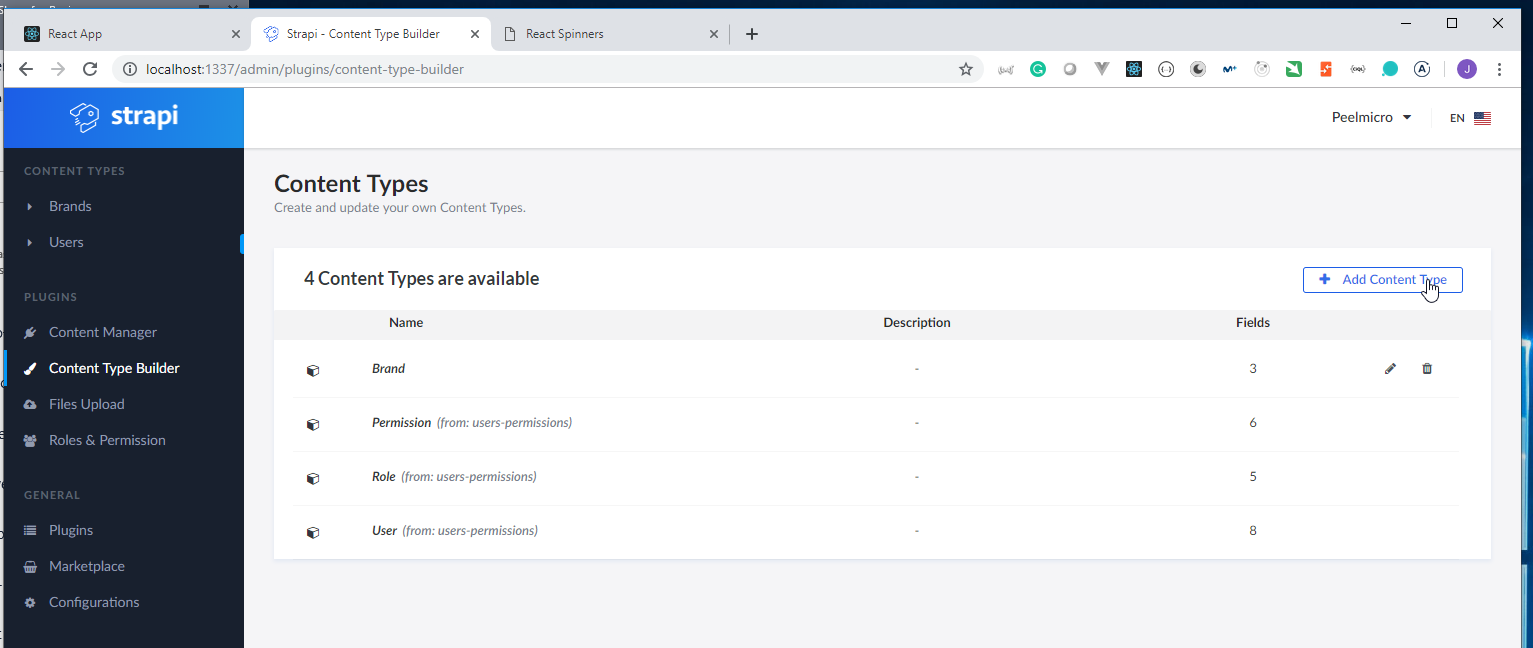 React App
Strapi - Content Type Builder
React Spinners
localhost:1337/admin/plugins/content-type-builder
J
strapi
Peelmicro
EN
CONTENT TYPES
Brands
Users
PLUGINS
Content Manager
Content Type Builder
Files Upload
Roles & Permission
GENERAL
Plugins
Marketplace
Configurations
Content Types
Create and update your own Content Types.
4 Content Types are available
Add Content Type
Name Description Fields
Brand - 3
Permission (from: users-permissions) - 6
Role (from: users-permissions) - 5
User (from: users-permissions) - 8